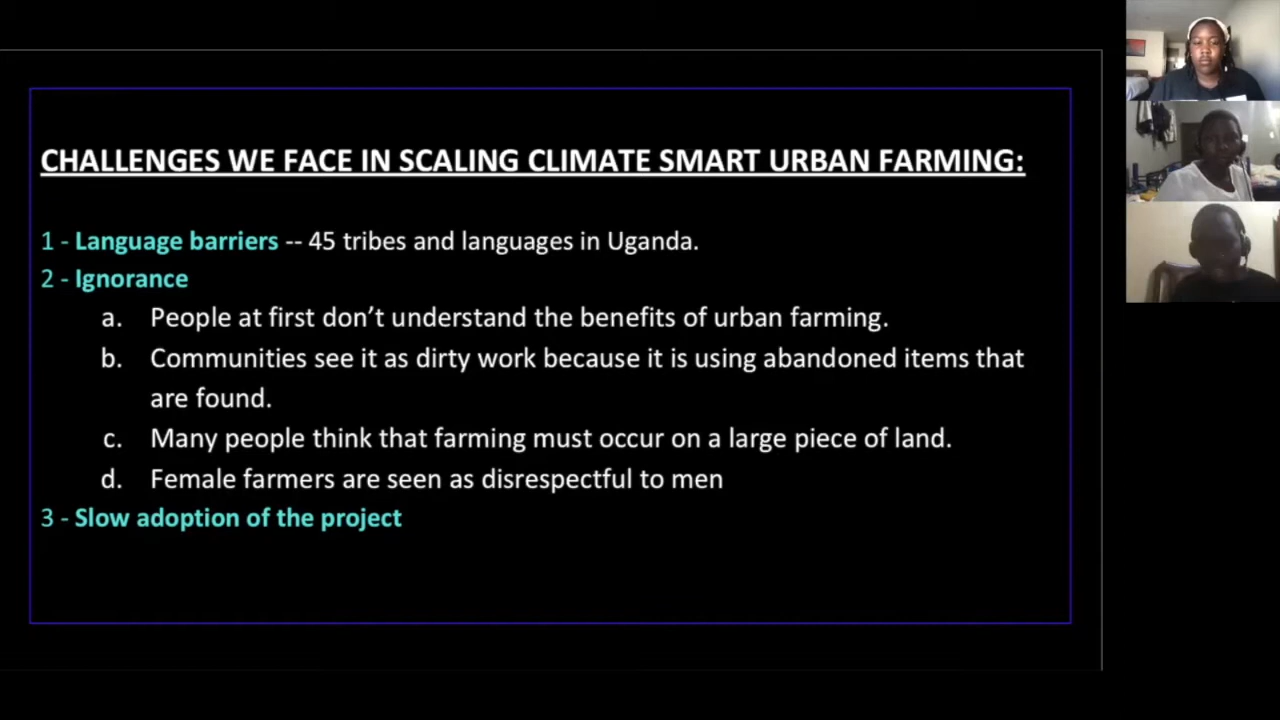 CHALLENGES WE FACE IN SCALING CLIMATE SMART URBAN FARMING:
1 - Language barriers -- 45 tribes and languages in Uganda.
2 - Ignorance
a. People at first don’t understand the benefits of urban farming.
b. Communities see it as dirty work because it is using abandoned items that
are found.
c. Many people think that farming must occur on a large piece of land.
d. Female farmers are seen as disrespectful to men
3 - Slow adoption of the project